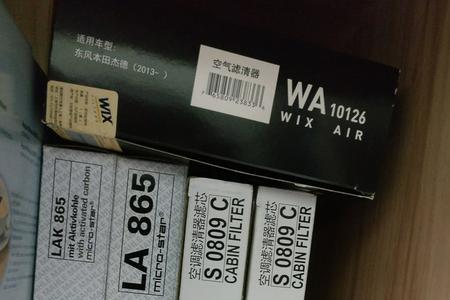 适用车型:
东风本田杰德(2013- )
空气滤清器
WA 10126
WIX AIR
WIX
LAK 865
mit Aktivkohle
with activated carbon
micro-star®
LA 865
micro-star®
空调滤清器滤芯
S 0809 C
CABIN FILTER
空调滤清器滤芯
S 0809 C
CABIN FILTER